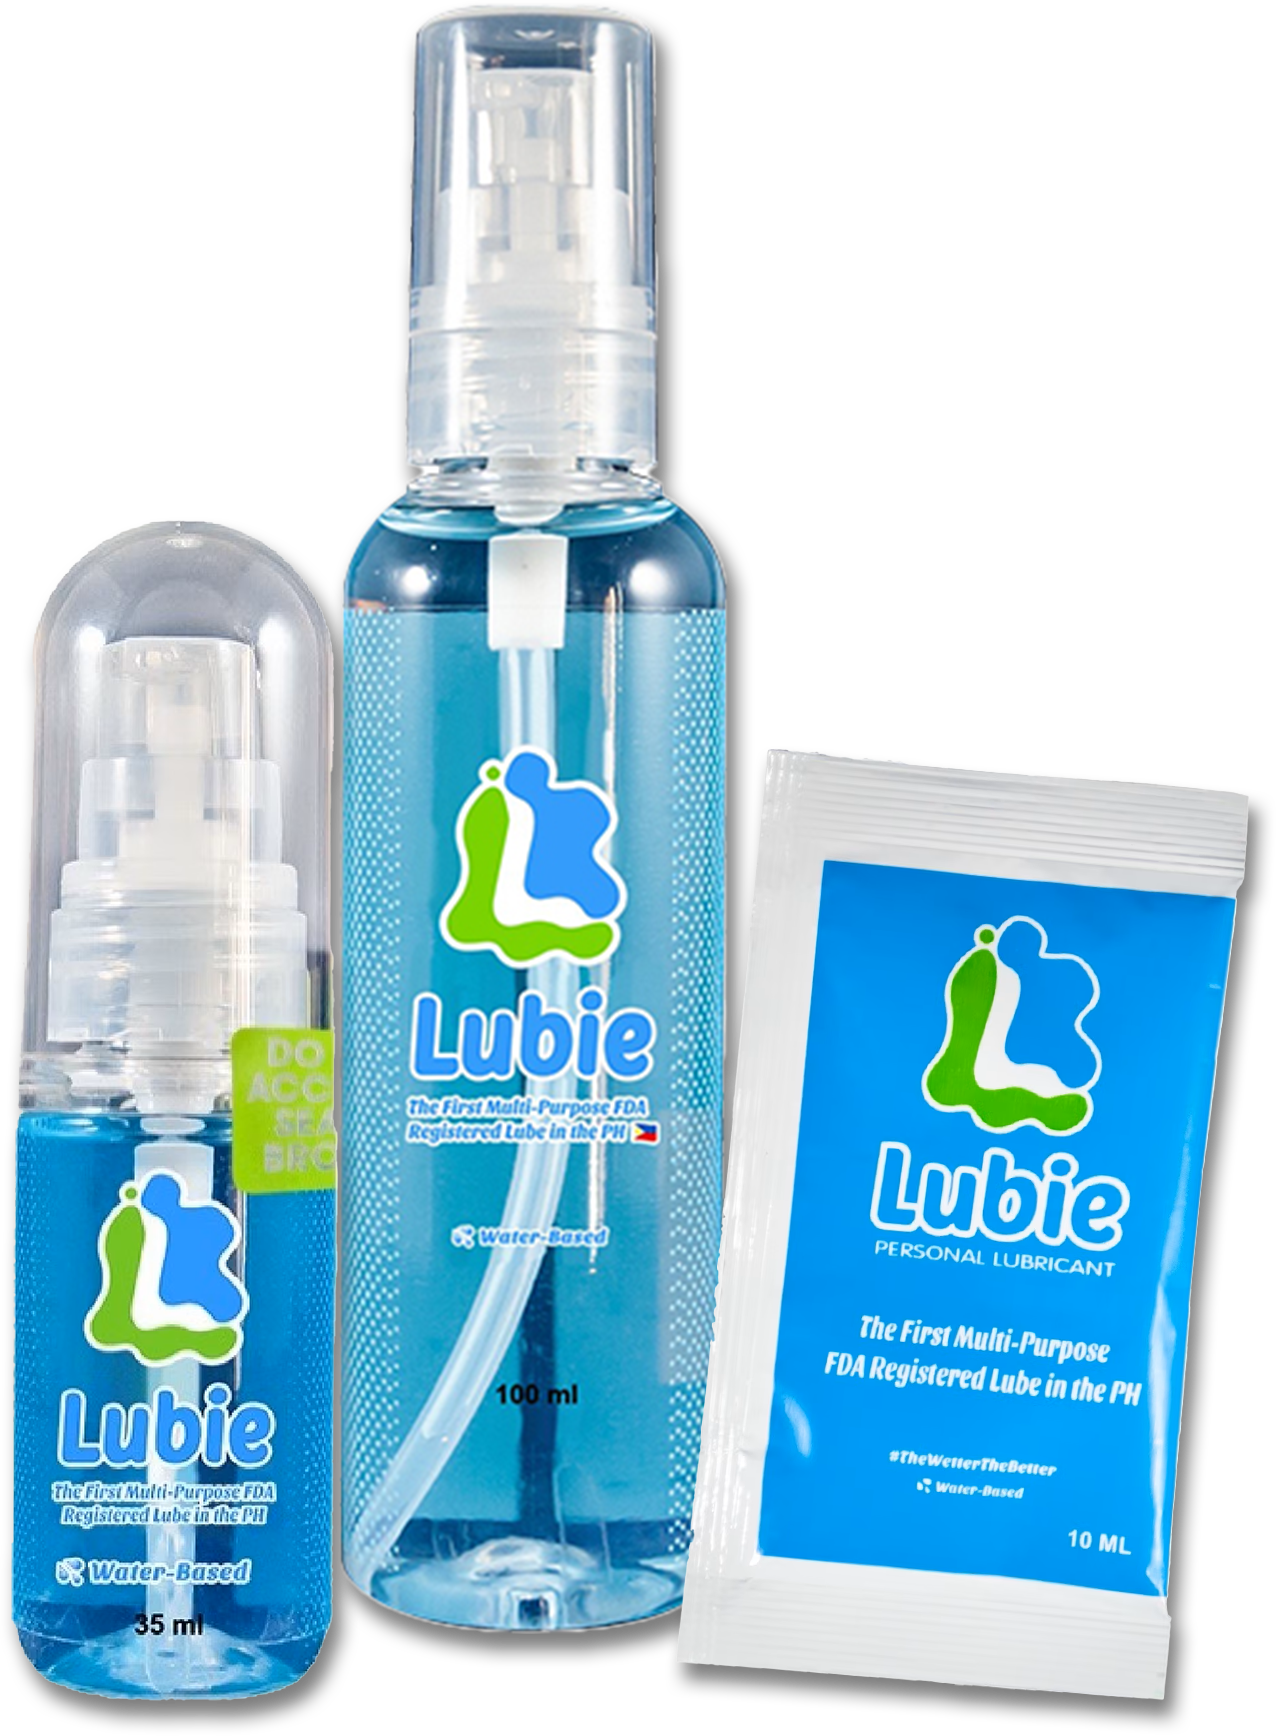 Lubie
The First Multi-Purpose FDA
Registered Lube in the PH
Water-Based
100 ml
DO
ACC
SEA
BRO
Lubie
The First Multi-Purpose FDA
Registered Lube in the PH
Water-Based
35 ml
Lubie
PERSONAL LUBRICANT
The First Multi-Purpose
FDA Registered Lube in the PH
#TheWetterTheBetter
Water-Based
10 ML